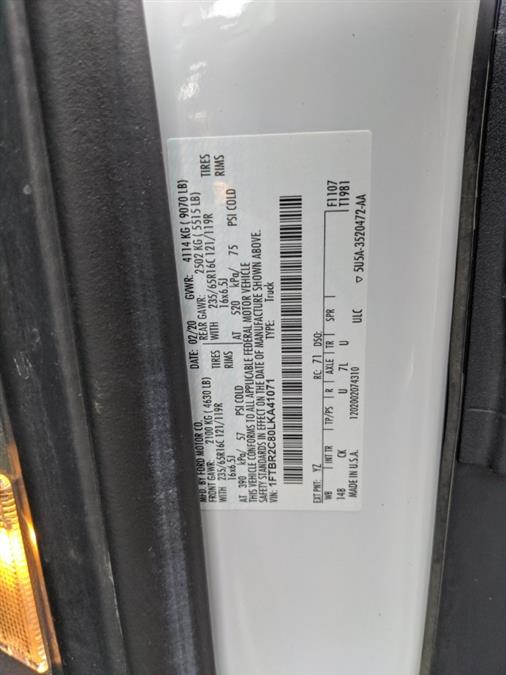 MFD. BY FORD MOTOR CO.
DATE: 02/20 GVWR: 4114 KG ( 9070 LB)
FRONT GAWR: 2100 KG ( 4630 LB) REAR GAWR: 2502 KG ( 5515 LB)
235/65R16C 121/119R TIRES 235/65R16C 121/119R TIRES
WITH 16x6.5J RIMS WITH 16x6.5J RIMS
AT 390 kPa/ 57 PSI COLD AT 520 kPa/ 75 PSI COLD
THIS VEHICLE CONFORMS TO ALL APPLICABLE FEDERAL MOTOR VEHICLE
SAFETY STANDARDS IN EFFECT ON THE DATE OF MANUFACTURE SHOWN ABOVE.
VIN: 1FTBR2C80LKA41071 TYPE: Truck
EXT PNT: YZ RC: 71 DSO: F1107
WB INT TR TP/PS R AXLE TR SPR T1981
148 CK U 7L U
MADE IN U.S.A. 1202002074310 ULC
5U5A-3520472-AA